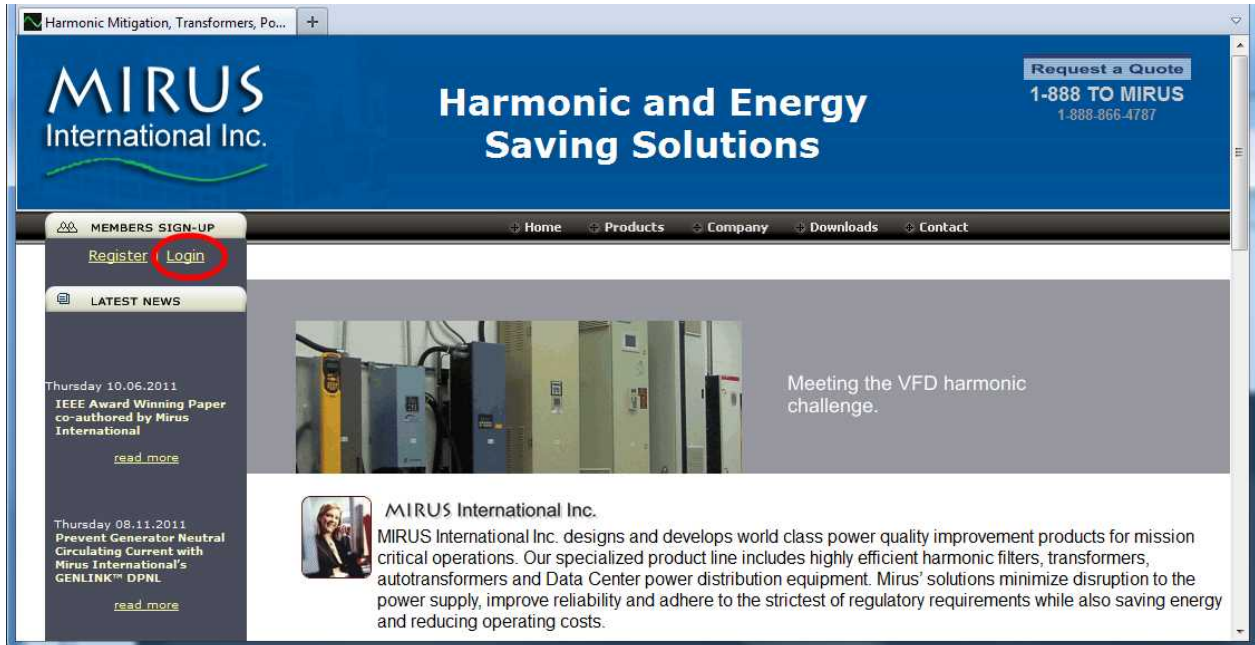 Harmonic Mitigation, Transformers, Po...
MIRUS
International Inc.
Harmonic and Energy
Saving Solutions
Request a Quote
1-888 TO MIRUS
1-888-866-4787
MEMBERS SIGN-UP
Home Products Company Downloads Contact
Register Login
LATEST NEWS
Thursday 10.06.2011
IEEE Award Winning Paper
co-authored by Mirus
International
read more
Thursday 08.11.2011
Prevent Generator Neutral
Circulating Current with
Mirus International's
GENLINK™ DPNL
read more
Meeting the VFD harmonic
challenge.
MIRUS International Inc.
MIRUS International Inc. designs and develops world class power quality improvement products for mission
critical operations. Our specialized product line includes highly efficient harmonic filters, transformers,
autotransformers and Data Center power distribution equipment. Mirus' solutions minimize disruption to the
power supply, improve reliability and adhere to the strictest of regulatory requirements while also saving energy
and reducing operating costs.